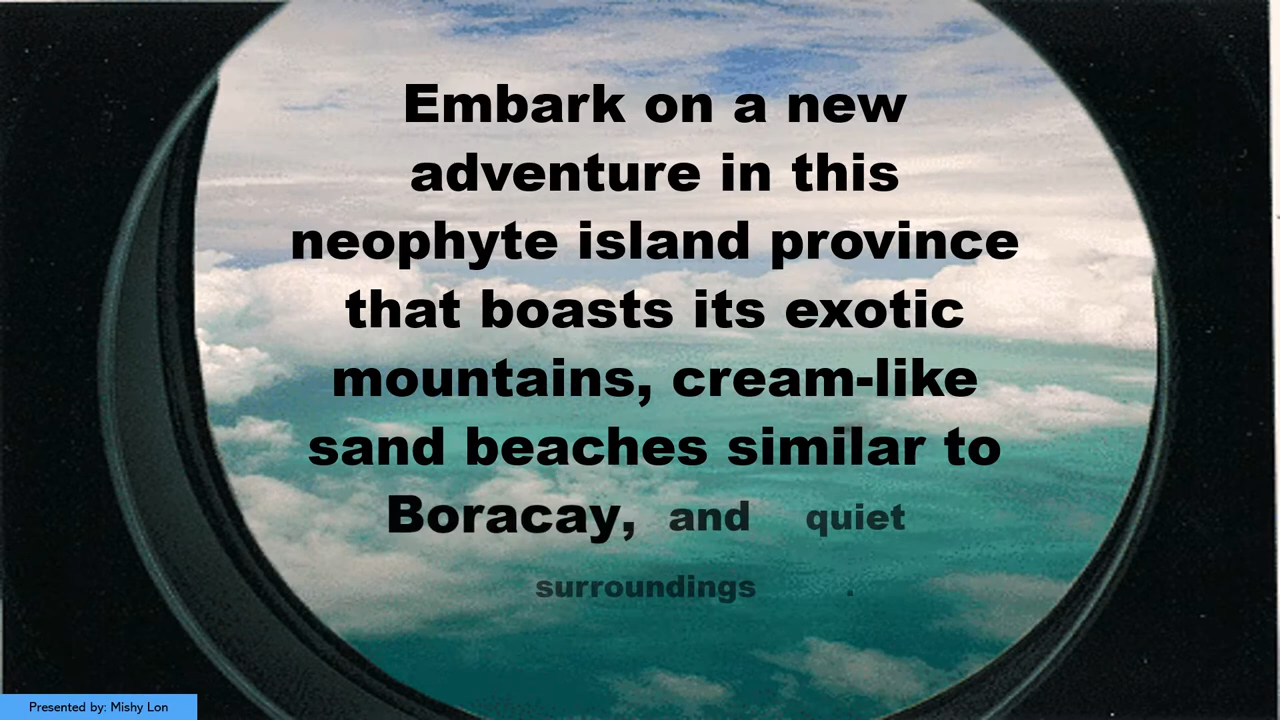 Embark on a new
adventure in this
neophyte island province
that boasts its exotic
mountains, cream-like
sand beaches similar to
Boracay, and quiet
surroundings .
Presented by: Mishy Lon